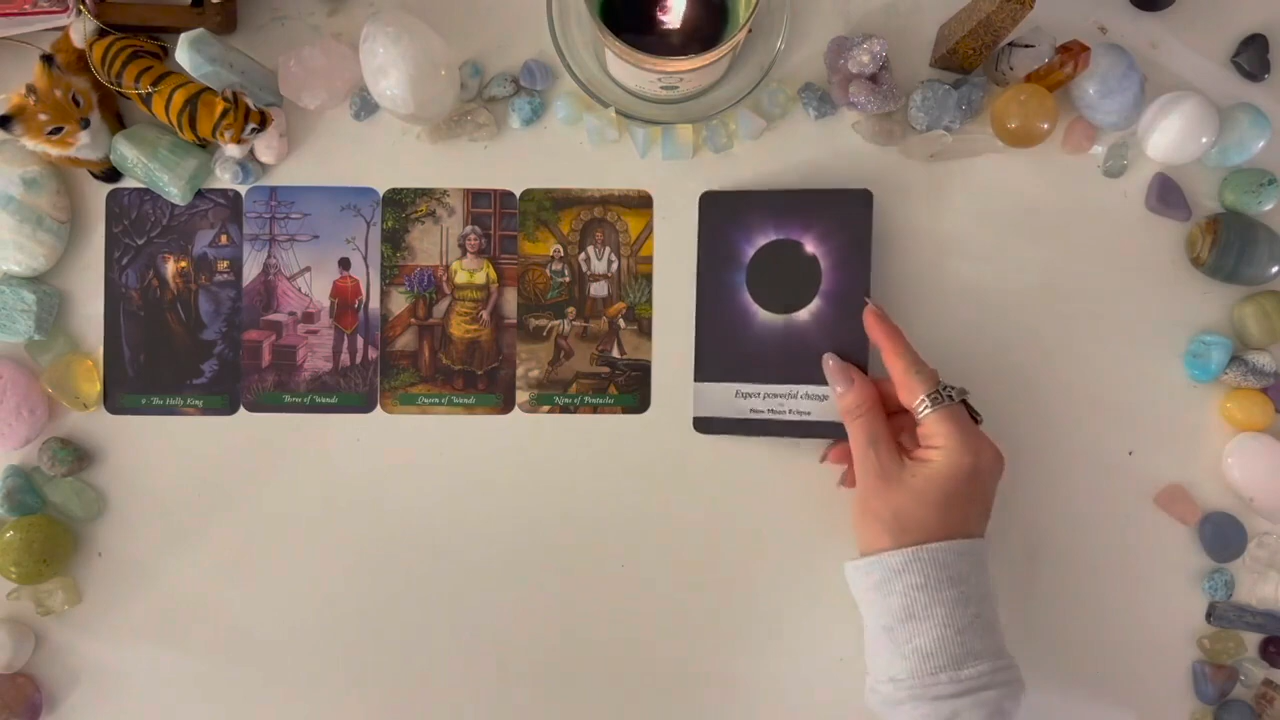 9 · The Holly King
Three of Wands
Queen of Wands
Nine of Pentacles
Expect powerful change
New Moon Eclipse